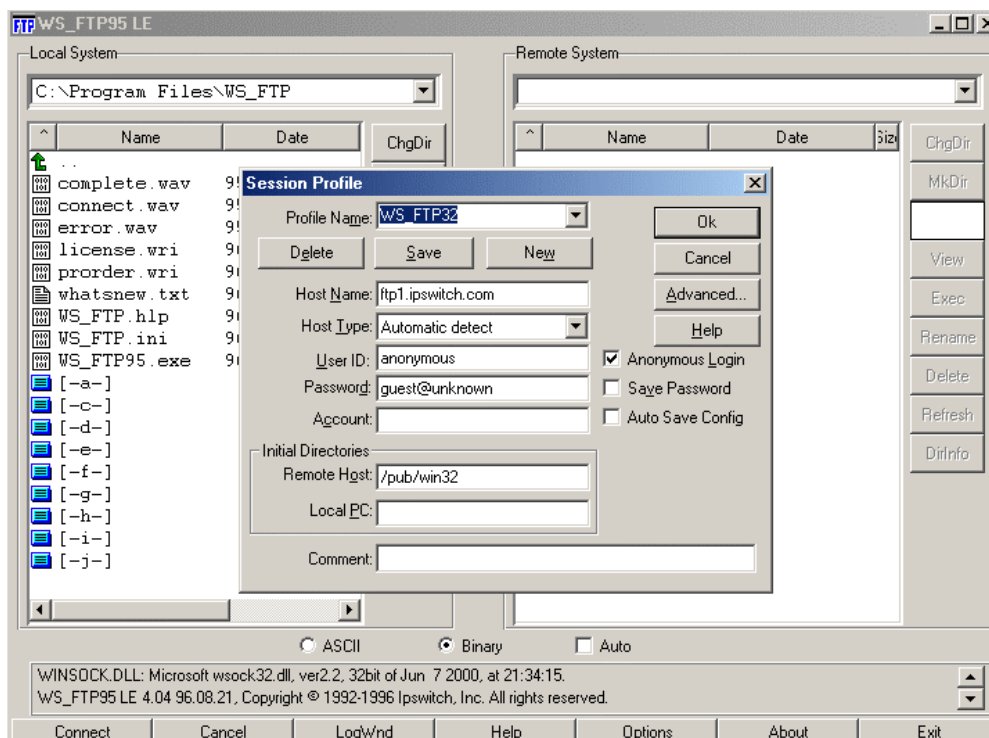 WS_FTP95 LE
Local System
C:\Program Files\WS_FTP
^ Name Date
ChgDir
..
complete.wav
connect.wav
error.wav
license.wri
prorder.wri
whatsnew.txt
WS_FTP.hlp
WS_FTP.ini
WS_FTP95.exe
[-a-]
[-c-]
[-d-]
[-e-]
[-f-]
[-g-]
[-h-]
[-i-]
[-j-]
Remote System
^ Name Date
ChgDir
MkDir
View
Exec
Rename
Delete
Refresh
DirInfo
Session Profile
Profile Name: WS_FTP32
Delete Save New
Host Name: ftp1.ipswitch.com
Host Type: Automatic detect
User ID: anonymous
Password: guest@unknown
Account:
Initial Directories
Remote Host: /pub/win32
Local PC:
Comment:
Ok
Cancel
Advanced...
Help
Anonymous Login
Save Password
Auto Save Config
ASCII Binary Auto
WINSOCK.DLL: Microsoft wsock32.dll, ver2.2, 32bit of Jun 7 2000, at 21:34:15.
WS_FTP95 LE 4.04 96.08.21, Copyright © 1992-1996 Ipswitch, Inc. All rights reserved.
Connect Cancel LogWnd Help Options About Exit